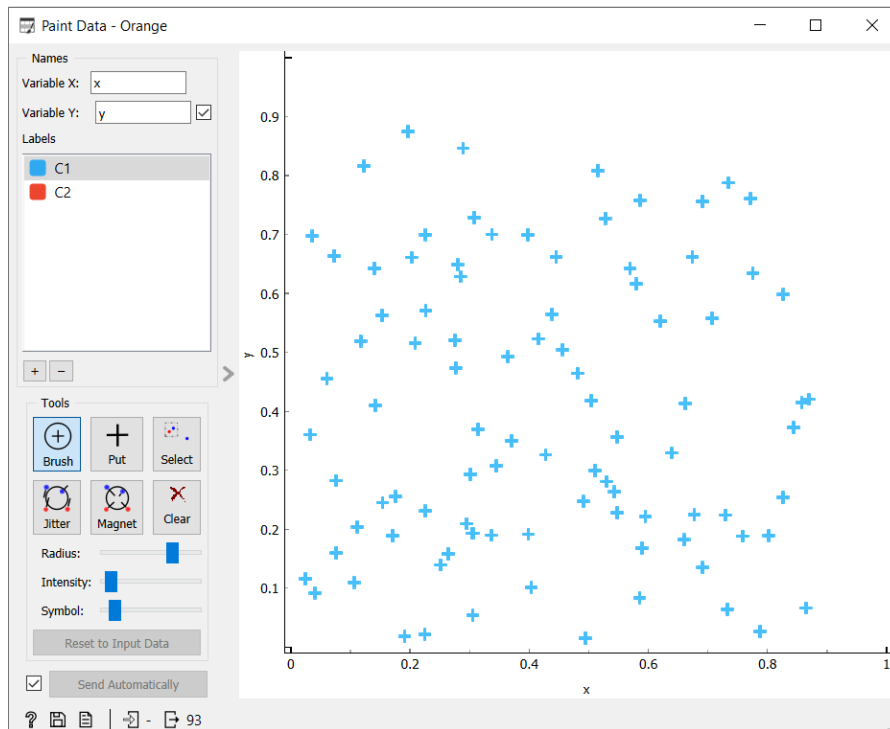 Paint Data - Orange
Names
Variable X: x
Variable Y: y
Labels
C1
C2
+ −
Tools
Brush Put Select
Jitter Magnet Clear
Radius:
Intensity:
Symbol:
Reset to Input Data
Send Automatically
? - 93
0.9
0.8
0.7
0.6
0.5
0.4
0.3
0.2
0.1
y
0 0.2 0.4 0.6 0.8 1
x